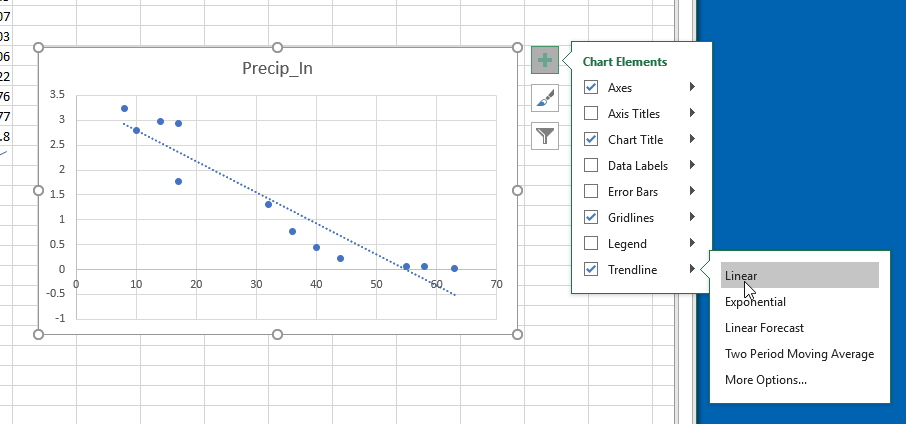 07
03
06
22
76
77
.8
Precip_In
3.5
3
2.5
2
1.5
1
0.5
0
-0.5
-1
0 10 20 30 40 50 60 70
Chart Elements
Axes
Axis Titles
Chart Title
Data Labels
Error Bars
Gridlines
Legend
Trendline
Linear
Exponential
Linear Forecast
Two Period Moving Average
More Options...